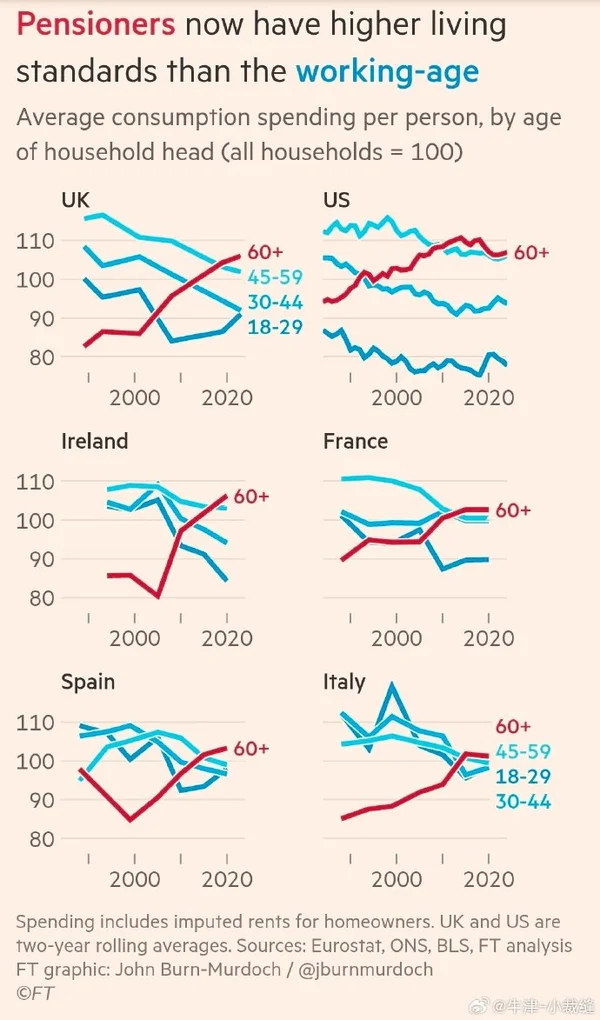 Pensioners now have higher living
standards than the working-age
Average consumption spending per person, by age
of household head (all households = 100)
UK
110
100
90
80
2000
2020
60+
45-59
30-44
18-29
US
60+
2000
2020
Ireland
110
100
90
80
2000
2020
60+
France
60+
2000
2020
Spain
110
100
90
80
2000
2020
60+
Italy
60+
45-59
18-29
30-44
2000
2020
Spending includes imputed rents for homeowners. UK and US are
two-year rolling averages. Sources: Eurostat, ONS, BLS, FT analysis
FT graphic: John Burn-Murdoch / @jburnmurdoch
©FT
@牛津-小裁缝